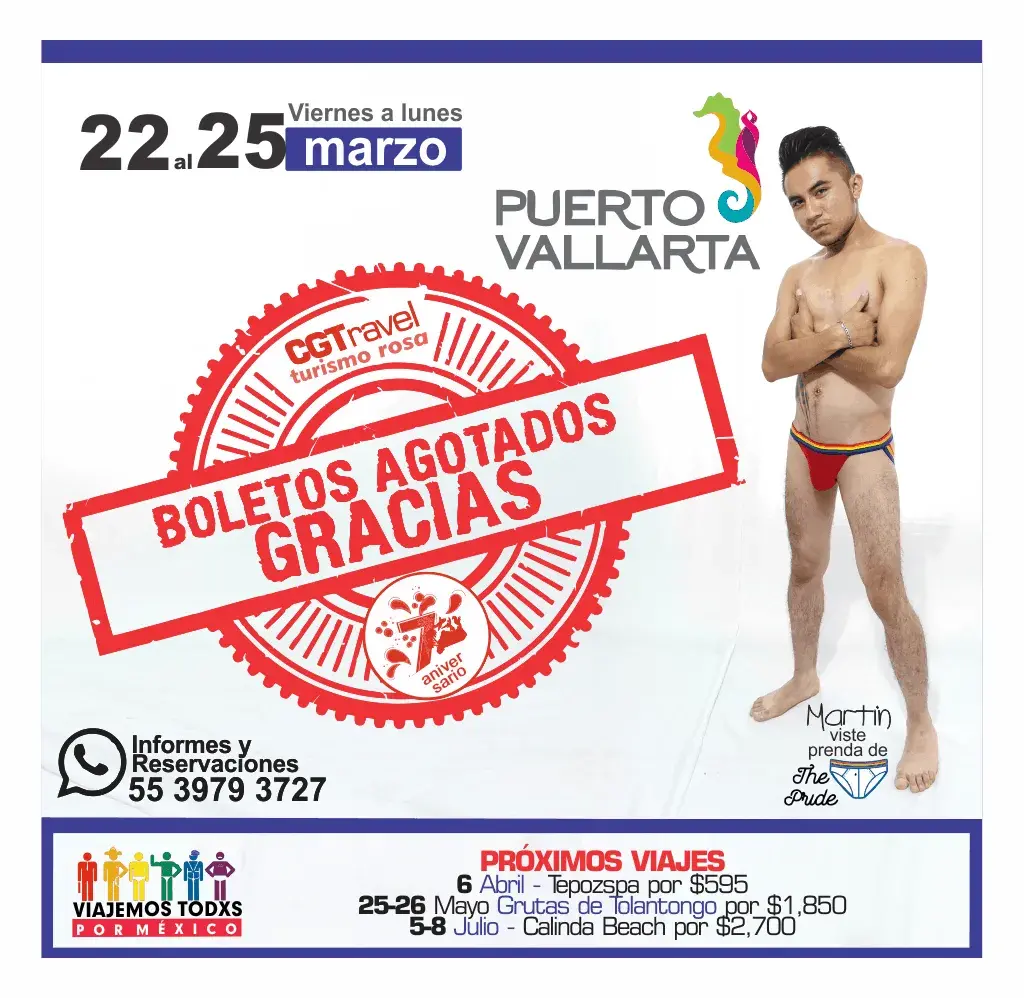 22 al 25
Viernes a lunes
marzo
PUERTO
VALLARTA
CGTravel
turismo rosa
BOLETOS AGOTADOS
GRACIAS
7
aniver
sario
Informes y
Reservaciones
55 3979 3727
Martin
viste
prenda de
The
Pride
VIAJEMOS TODXS
POR MÉXICO
PRÓXIMOS VIAJES
6 Abril - Tepozspa por $595
25-26 Mayo Grutas de Tolantongo por $1,850
5-8 Julio - Calinda Beach por $2,700